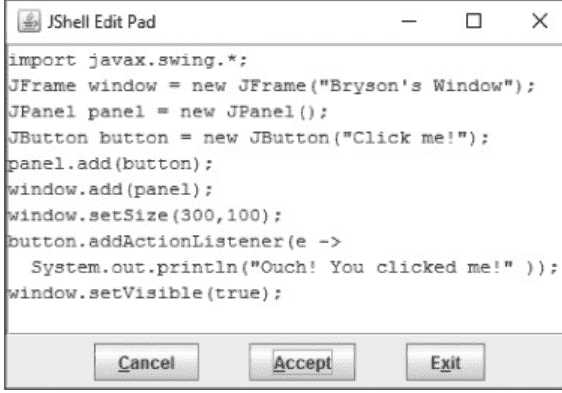 JShell Edit Pad
import javax.swing.*;
JFrame window = new JFrame("Bryson's Window");
JPanel panel = new JPanel();
JButton button = new JButton("Click me!");
panel.add(button);
window.add(panel);
window.setSize(300,100);
button.addActionListener(e ->
  System.out.println("Ouch! You clicked me!" ));
window.setVisible(true);
Cancel Accept Exit